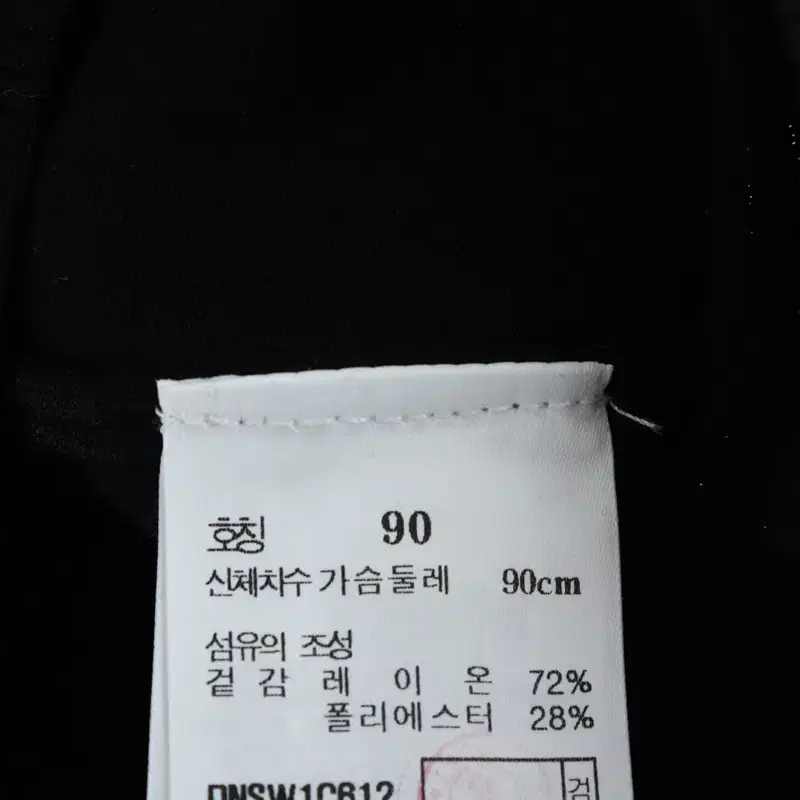 호칭 90
신체치수 가슴둘레 90cm
섬유의 조성
겉감 레이온 72%
폴리에스터 28%
검